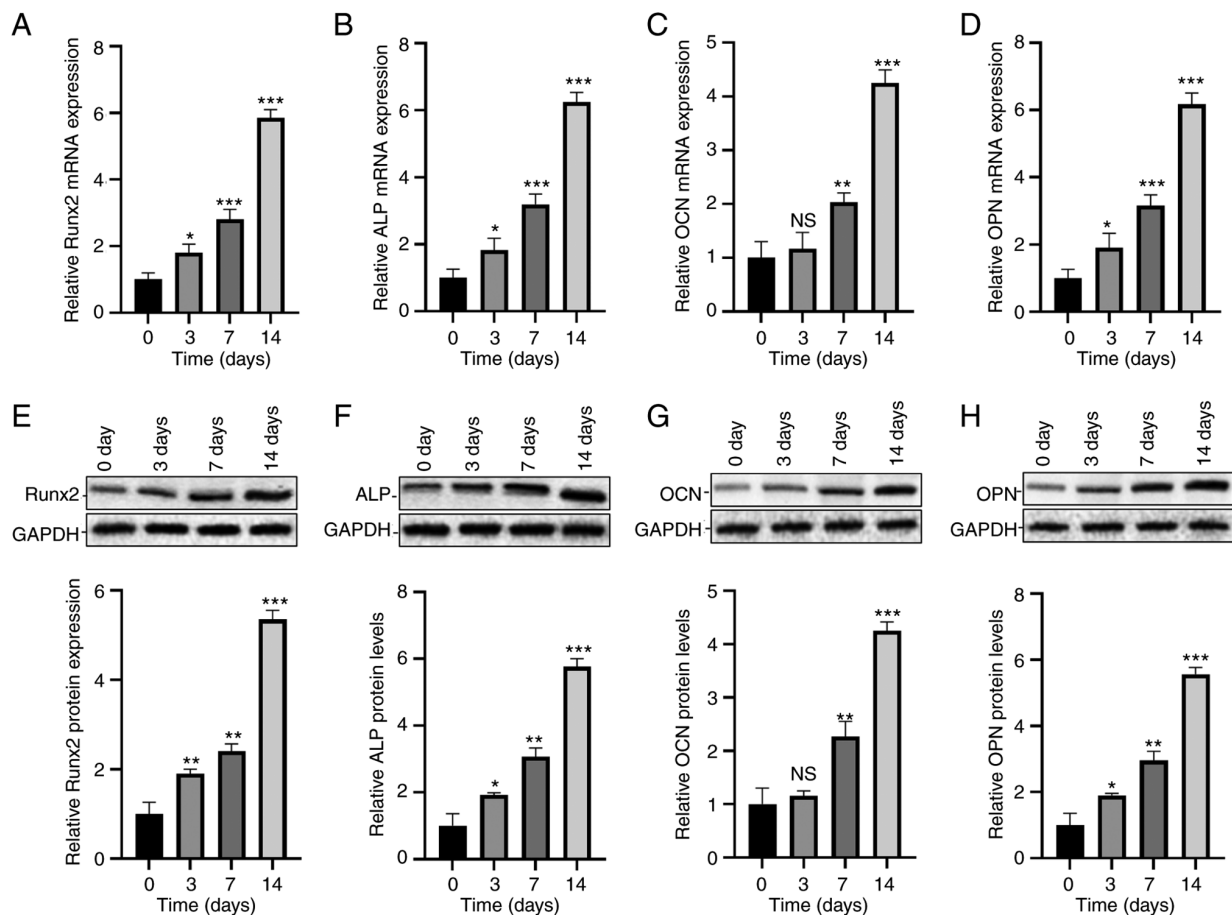 A
Relative Runx2 mRNA expression
8
6
4
2
0
*
***
***
0 3 7 14
Time (days)
B
Relative ALP mRNA expression
8
6
4
2
0
*
***
***
0 3 7 14
Time (days)
C
Relative OCN mRNA expression
5
4
3
2
1
0
NS
**
***
0 3 7 14
Time (days)
D
Relative OPN mRNA expression
8
6
4
2
0
*
***
***
0 3 7 14
Time (days)
E
0 day 3 days 7 days 14 days
Runx2
GAPDH
Relative Runx2 protein expression
6
4
2
0
**
**
***
0 3 7 14
Time (days)
F
0 day 3 days 7 days 14 days
ALP
GAPDH
Relative ALP protein levels
8
6
4
2
0
*
**
***
0 3 7 14
Time (days)
G
0 day 3 days 7 days 14 days
OCN
GAPDH
Relative OCN protein levels
5
4
3
2
1
0
NS
**
***
0 3 7 14
Time (days)
H
0 day 3 days 7 days 14 days
OPN
GAPDH
Relative OPN protein levels
8
6
4
2
0
*
**
***
0 3 7 14
Time (days)